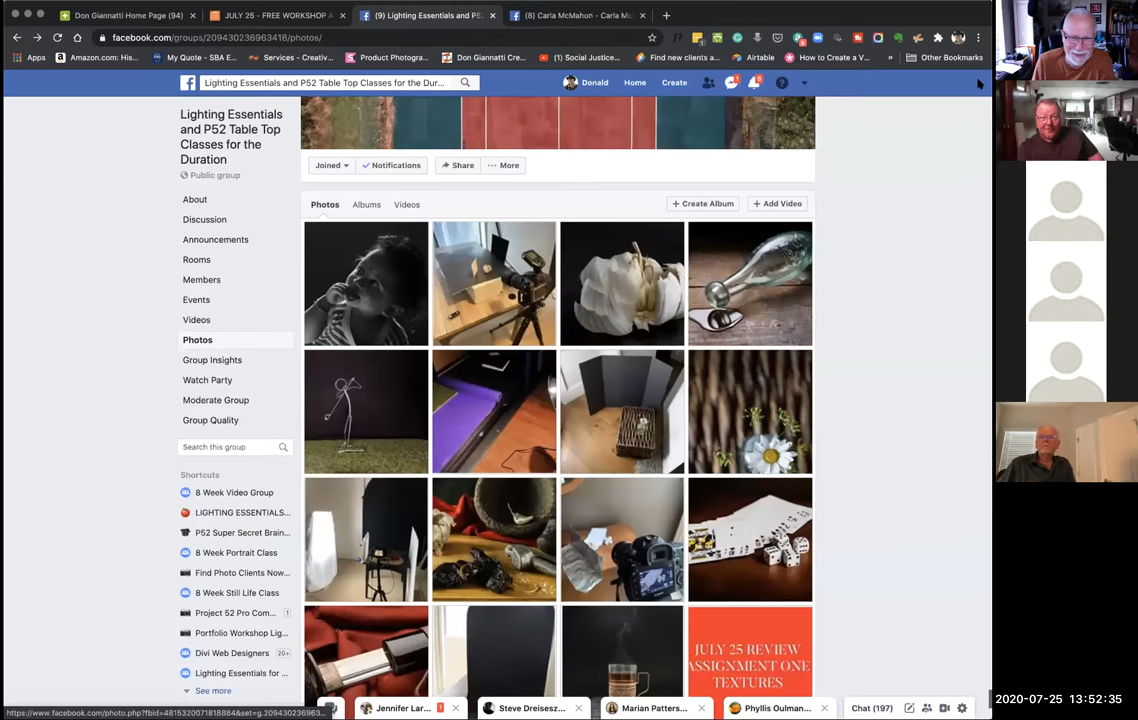 Don Giannatti Home Page (94)
JULY 25 - FREE WORKSHOP A
(9) Lighting Essentials and P52
(8) Carla McMahon - Carla Mc
facebook.com/groups/209430236963418/photos/
Apps
Amazon.com: His...
My Quote - SBA E...
Services - Creativ...
Product Photogra...
Don Giannatti Cre...
(1) Social Justice...
Find new clients a...
Airtable
How to Create a V...
Other Bookmarks
Lighting Essentials and P52 Table Top Classes for the Dur...
Donald
Home
Create
1
8
Lighting Essentials
and P52 Table Top
Classes for the
Duration
Public group
About
Discussion
Announcements
Rooms
Members
Events
Videos
Photos
Group Insights
Watch Party
Moderate Group
Group Quality
Search this group
Shortcuts
8 Week Video Group
LIGHTING ESSENTIALS...
P52 Super Secret Brain...
8 Week Portrait Class
Find Photo Clients Now...
8 Week Still Life Class
Project 52 Pro Com... 1
Portfolio Workshop Lig...
Divi Web Designers 20+
Lighting Essentials for ...
See more
Joined
Notifications
Share
More
Photos
Albums
Videos
+ Create Album
+ Add Video
JULY 25 REVIEW
ASSIGNMENT ONE
TEXTURES
https://www.facebook.com/photo.php?fbid=4815320071818884&set=g.209430236963...
Jennifer Lar... 1
Steve Dreisesz...
Marian Patters...
Phyllis Oulman...
Chat (197)
2020-07-25 13:52:35